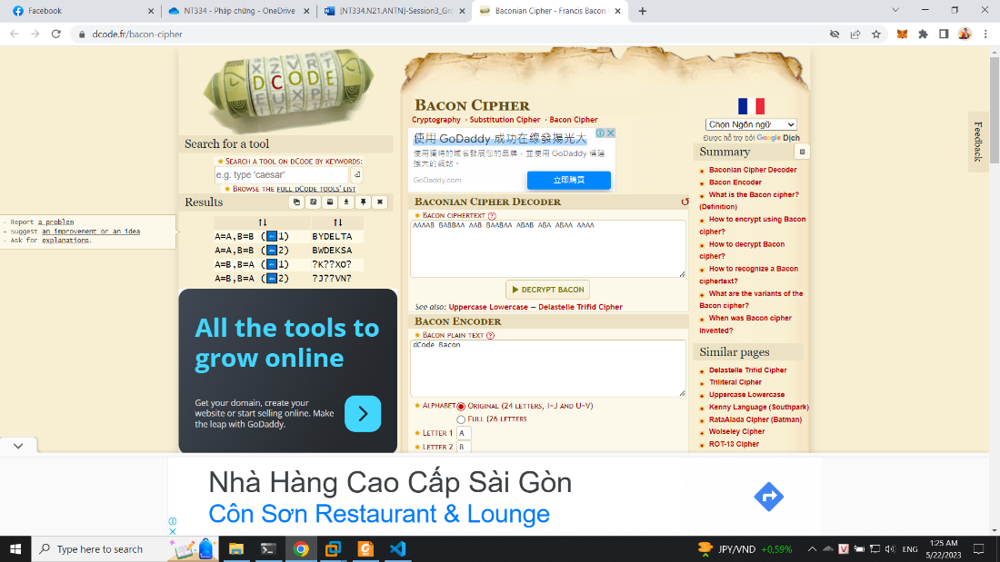 Facebook
NT334 - Pháp chứng - OneDrive
[NT334.N21.ANTN]-Session3_Gro
Baconian Cipher - Francis Bacon
dcode.fr/bacon-cipher
DCODE
Search for a tool
SEARCH A TOOL ON DCODE BY KEYWORDS:
e.g. type 'caesar'
BROWSE THE FULL DCODE TOOLS' LIST
Results
A=A,B=B (1) BYDELTA
A=A,B=B (2) BWDEKSA
A=B,B=A (1) ?K??XO?
A=B,B=A (2) ?J??VN?
- Report a problem
- Suggest an improvement or an idea
- Ask for explanations.
All the tools to
grow online
Get your domain, create your
website or start selling online. Make
the leap with GoDaddy.
BACON CIPHER
Cryptography › Substitution Cipher › Bacon Cipher
使用 GoDaddy 成功在線發揚光大
使用獨特的域名發展您的品牌，並使用 GoDaddy 構建
強大的網站。
GoDaddy.com
立即購買
BACONIAN CIPHER DECODER
BACON CIPHERTEXT (?)
AAAAB BABBAA AAB BAABAA ABAB ABA ABAA AAAA
DECRYPT BACON
See also: Uppercase Lowercase — Delastelle Trifid Cipher
BACON ENCODER
BACON PLAIN TEXT (?)
dCode Bacon
ALPHABET ORIGINAL (24 LETTERS, I=J AND U=V)
FULL (26 LETTERS
LETTER 1 A
LETTER 2 B
Chọn Ngôn ngữ
Được hỗ trợ bởi Google Dịch
Summary
Baconian Cipher Decoder
Bacon Encoder
What is the Bacon cipher?
(Definition)
How to encrypt using Bacon
cipher?
How to decrypt Bacon
cipher?
How to recognize a Bacon
ciphertext?
What are the variants of the
Bacon cipher?
When was Bacon cipher
invented?
Similar pages
Delastelle Trifid Cipher
Triliteral Cipher
Uppercase Lowercase
Kenny Language (Southpark)
RataAlada Cipher (Batman)
Wolseley Cipher
ROT-13 Cipher
Feedback
Nhà Hàng Cao Cấp Sài Gòn
Côn Sơn Restaurant & Lounge
Type here to search
JPY/VND +0,59%
ENG
1:25 AM
5/22/2023